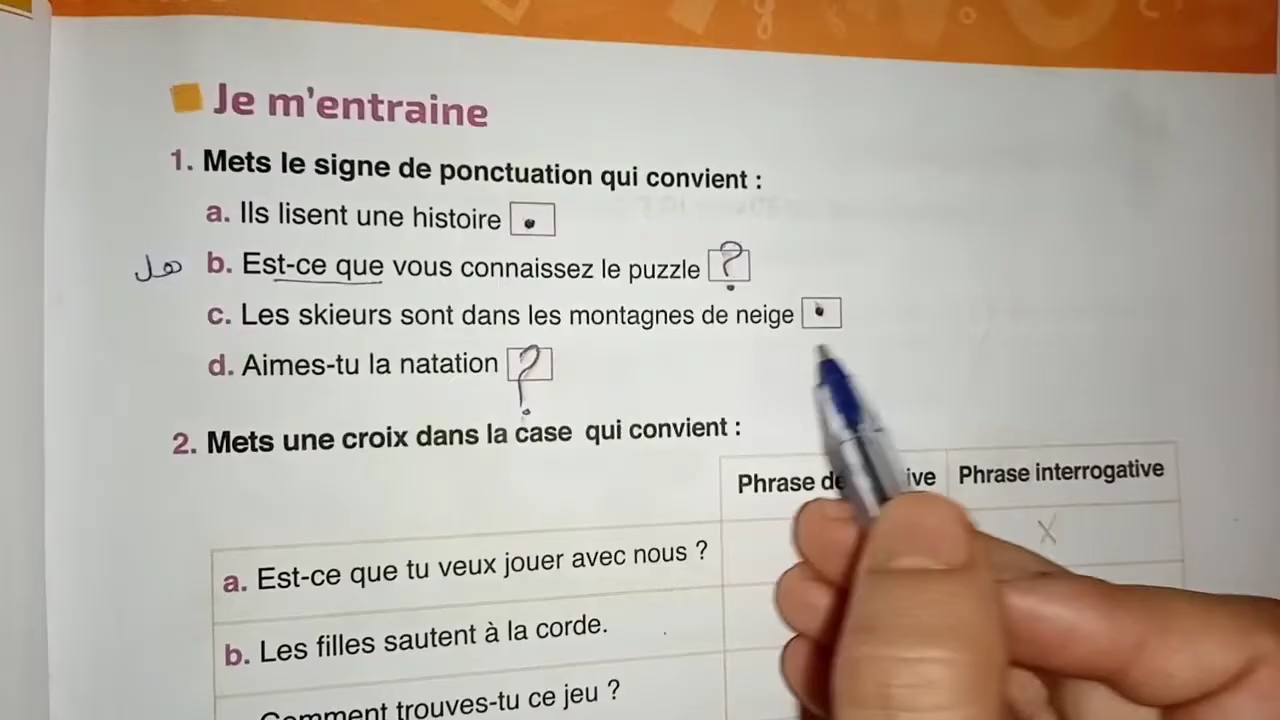 Je m'entraine
1. Mets le signe de ponctuation qui convient :
a. Ils lisent une histoire .
هل b. Est-ce que vous connaissez le puzzle ?
c. Les skieurs sont dans les montagnes de neige .
d. Aimes-tu la natation ?
2. Mets une croix dans la case qui convient :
Phrase Phrase interrogative
a. Est-ce que tu veux jouer avec nous ? X
b. Les filles sautent à la corde.
Comment trouves-tu ce jeu ?